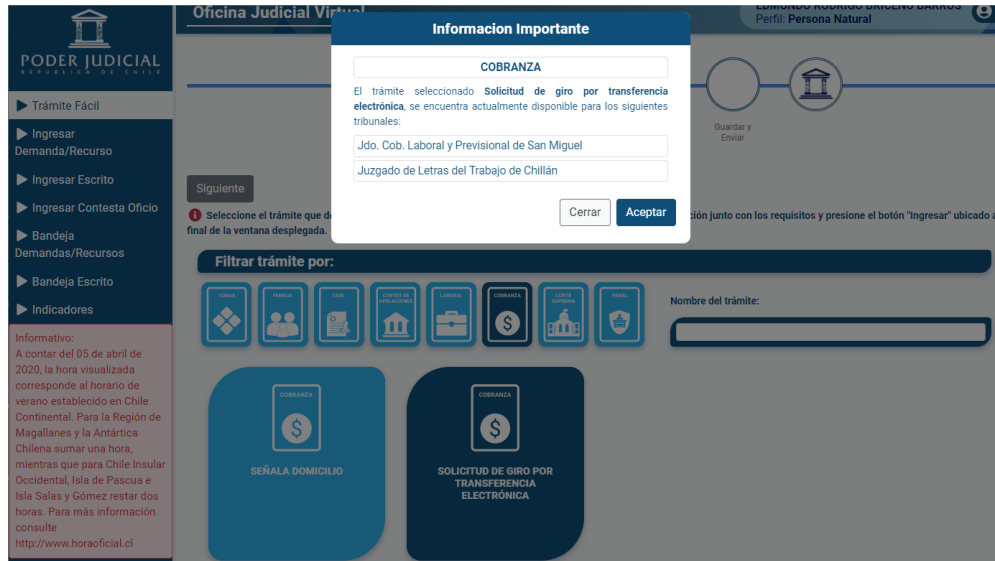 Oficina Judicial Virtual
EDMUNDO RODRIGO BRICEÑO BARROS
Perfil: Persona Natural
PODER JUDICIAL
REPUBLICA DE CHILE
Trámite Fácil
Ingresar
Demanda/Recurso
Ingresar Escrito
Ingresar Contesta Oficio
Bandeja
Demandas/Recursos
Bandeja Escrito
Indicadores
Informativo:
A contar del 05 de abril de
2020, la hora visualizada
corresponde al horario de
verano establecido en Chile
Continental. Para la Región de
Magallanes y la Antártica
Chilena sumar una hora,
mientras que para Chile Insular
Occidental, Isla de Pascua e
Isla Salas y Gómez restar dos
horas. Para más información
consulte
http://www.horaoficial.cl
Informacion Importante
COBRANZA
El trámite seleccionado Solicitud de giro por transferencia
electrónica, se encuentra actualmente disponible para los siguientes
tribunales:
Jdo. Cob. Laboral y Previsional de San Miguel
Juzgado de Letras del Trabajo de Chillán
Cerrar
Aceptar
Guardar y
Enviar
Siguiente
Seleccione el trámite que de
ción junto con los requisitos y presione el botón "Ingresar" ubicado a
final de la ventana desplegada.
Filtrar trámite por:
TODAS
FAMILIA
CIVIL
CORTES DE
APELACIONES
LABORAL
COBRANZA
CORTE
SUPREMA
PENAL
Nombre del trámite:
COBRANZA
SEÑALA DOMICILIO
COBRANZA
SOLICITUD DE GIRO POR
TRANSFERENCIA
ELECTRÓNICA